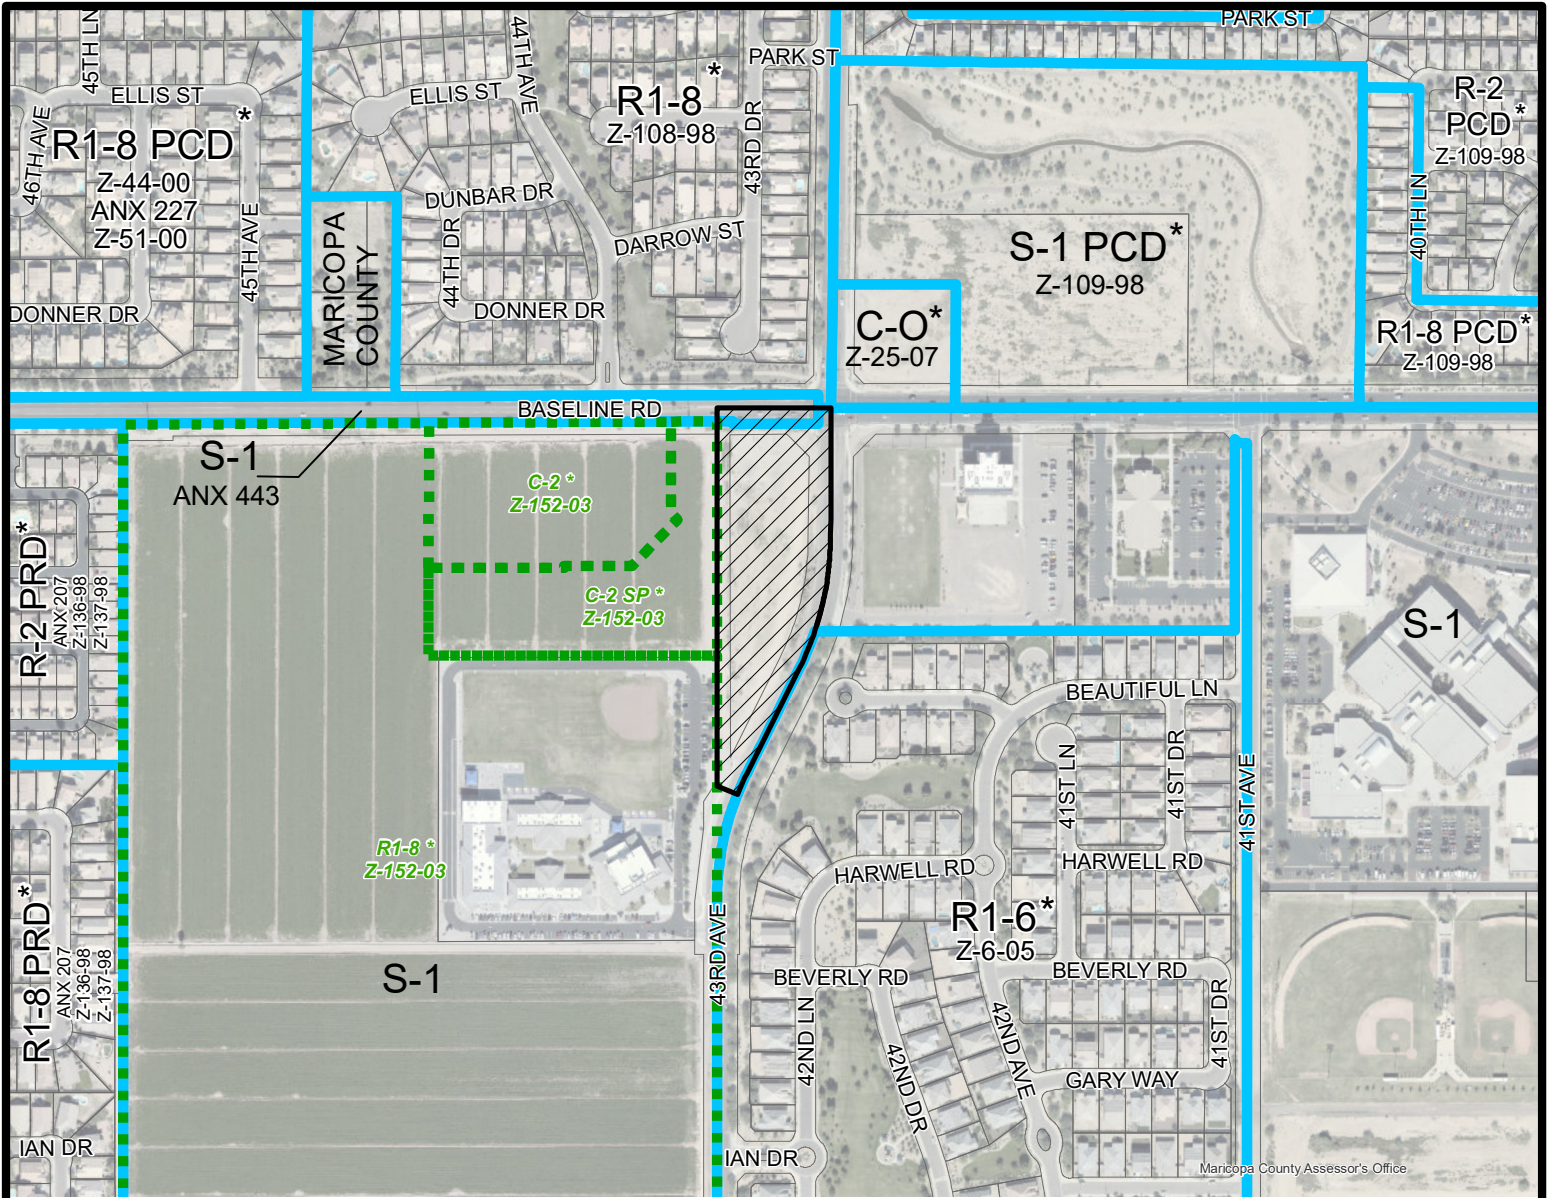 PARK ST
45TH LN
44TH AVE
PARK ST
ELLIS ST
ELLIS ST
46TH AVE
R1-8 PCD*
Z-44-00
ANX 227
Z-51-00
45TH AVE
DONNER DR
MARICOPA
COUNTY
DUNBAR DR
44TH DR
DONNER DR
DARROW ST
R1-8*
Z-108-98
43RD DR
S-1 PCD*
Z-109-98
C-O*
Z-25-07
R-2
PCD*
Z-109-98
40TH LN
R1-8 PCD*
Z-109-98
BASELINE RD
S-1
ANX 443
C-2 *
Z-152-03
C-2 SP *
Z-152-03
R-2 PRD*
ANX 207
Z-136-98
Z-137-98
S-1
BEAUTIFUL LN
41ST LN
41ST DR
41ST AVE
R1-8 *
Z-152-03
HARWELL RD
HARWELL RD
R1-8 PRD*
ANX 207
Z-136-98
Z-137-98
S-1
43RD AVE
R1-6*
Z-6-05
BEVERLY RD
BEVERLY RD
42ND LN
42ND DR
42ND AVE
41ST DR
GARY WAY
IAN DR
IAN DR
Maricopa County Assessor's Office